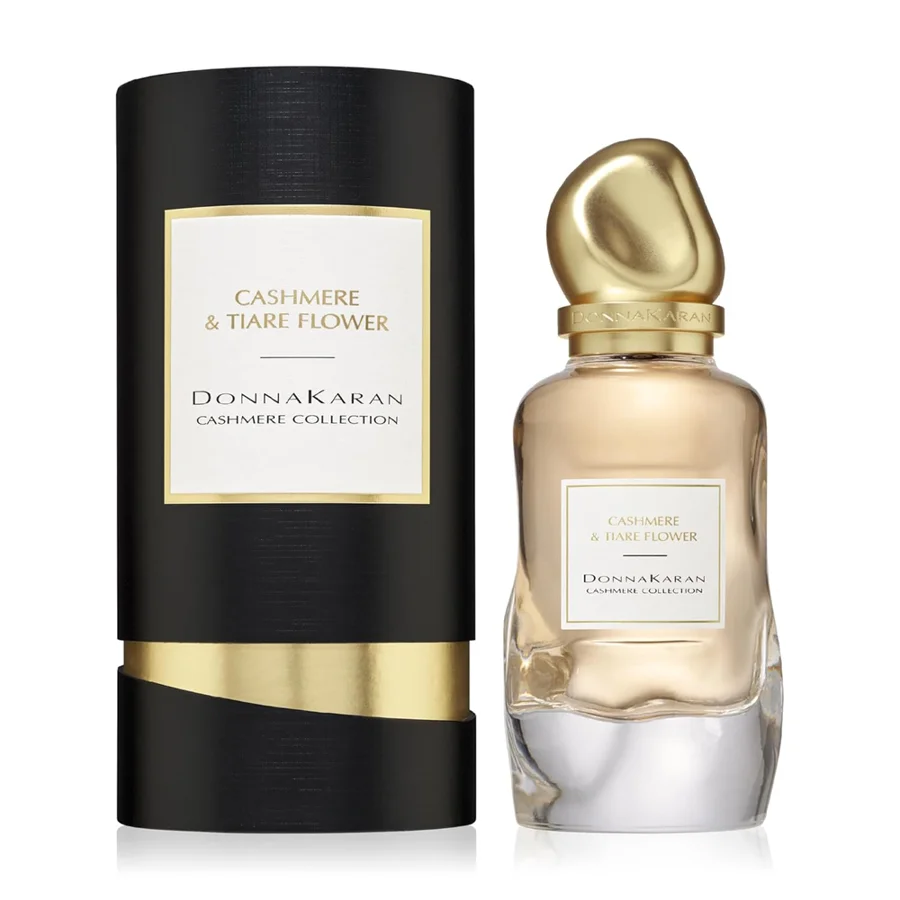 CASHMERE
& TIARE FLOWER
DONNAKARAN
CASHMERE COLLECTION
DONNAKARAN
CASHMERE
& TIARE FLOWER
DONNAKARAN
CASHMERE COLLECTION